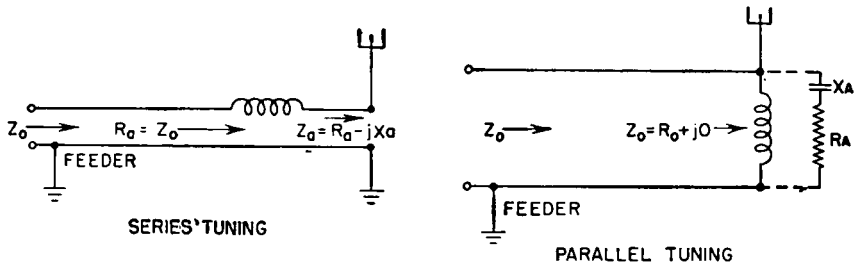 Zo Ra = Zo Za = Ra - jXa
FEEDER
SERIES TUNING
Zo Zo = Ro + jO
XA
RA
FEEDER
PARALLEL TUNING